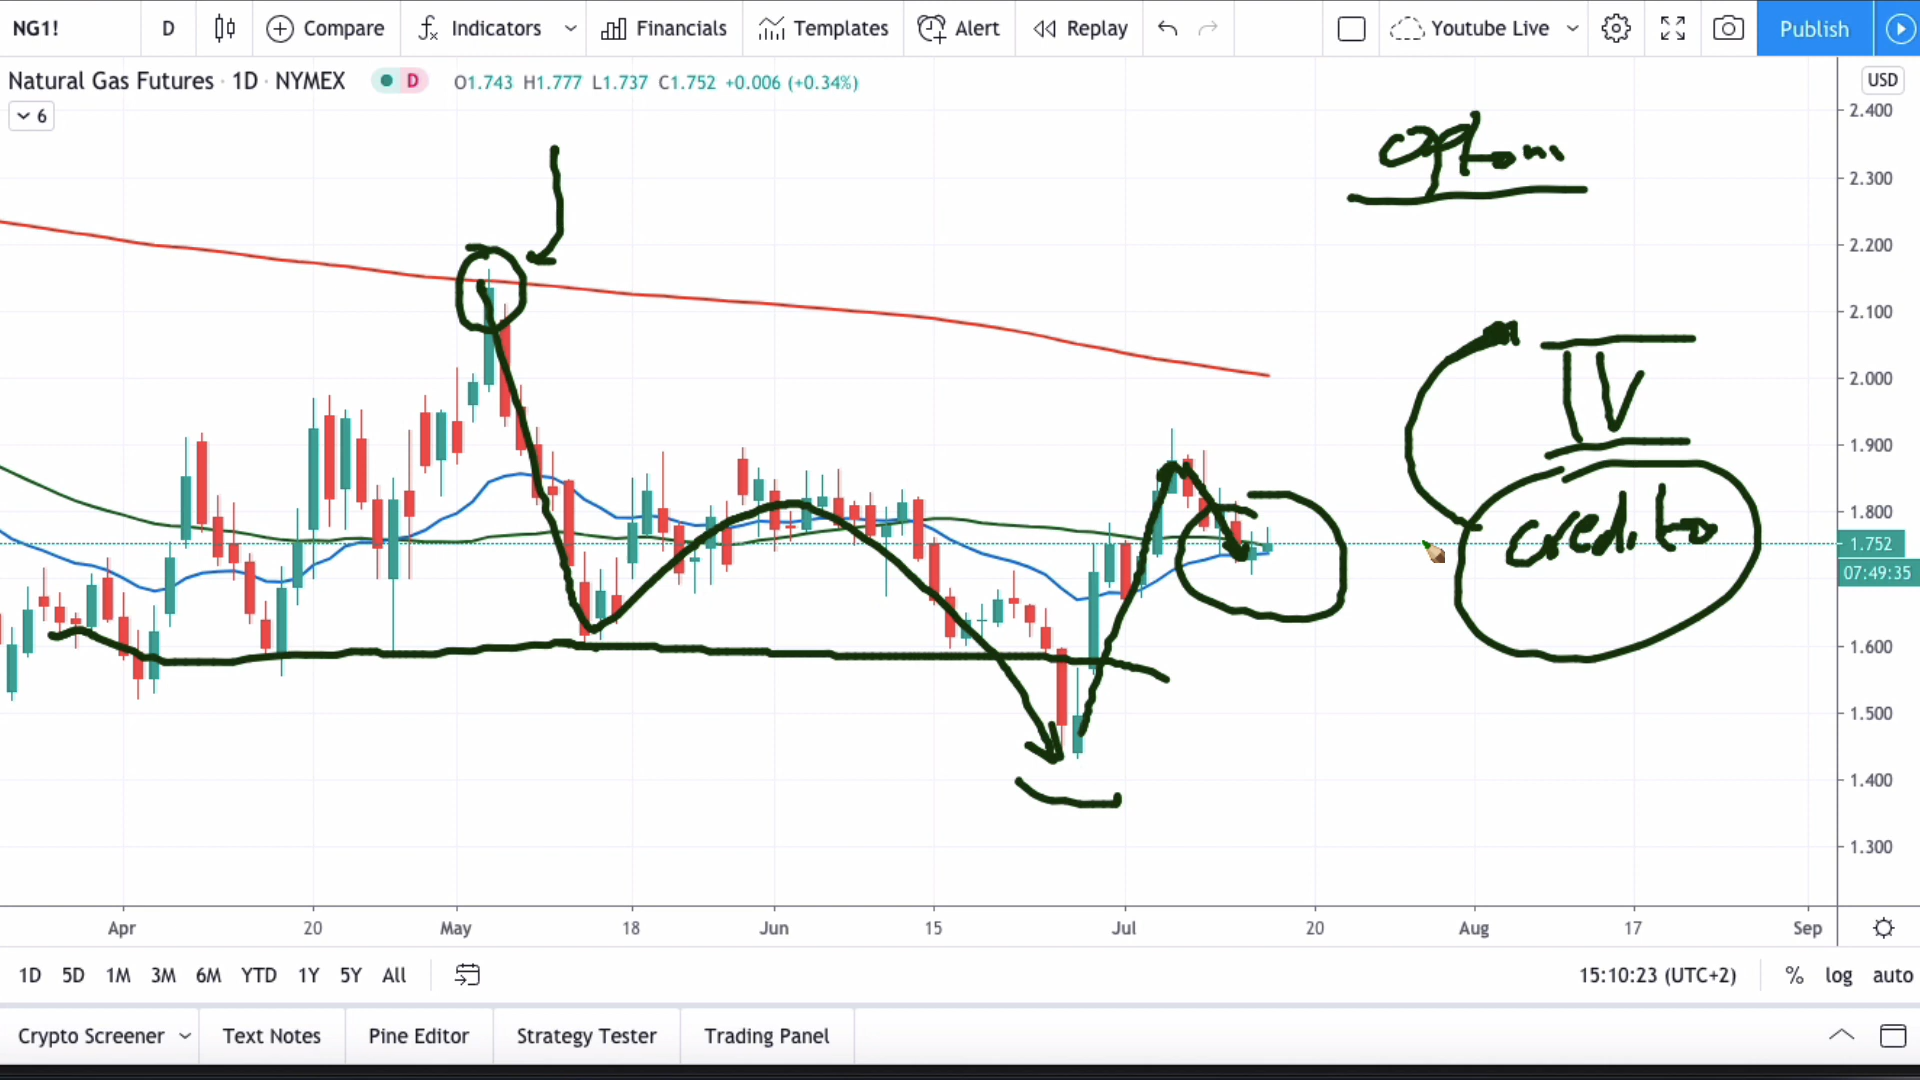 NG1! D Compare Indicators Financials Templates Alert Replay Youtube Live Publish
Natural Gas Futures · 1D · NYMEX D O1.743 H1.777 L1.737 C1.752 +0.006 (+0.34%)
USD
6
2.400
2.300
2.200
2.100
2.000
IV
1.900
1.800
credito
1.752
07:49:35
1.600
1.500
1.400
1.300
Apr 20 May 18 Jun 15 Jul 20 Aug 17 Sep
1D 5D 1M 3M 6M YTD 1Y 5Y All 15:10:23 (UTC+2) % log auto
Crypto Screener Text Notes Pine Editor Strategy Tester Trading Panel